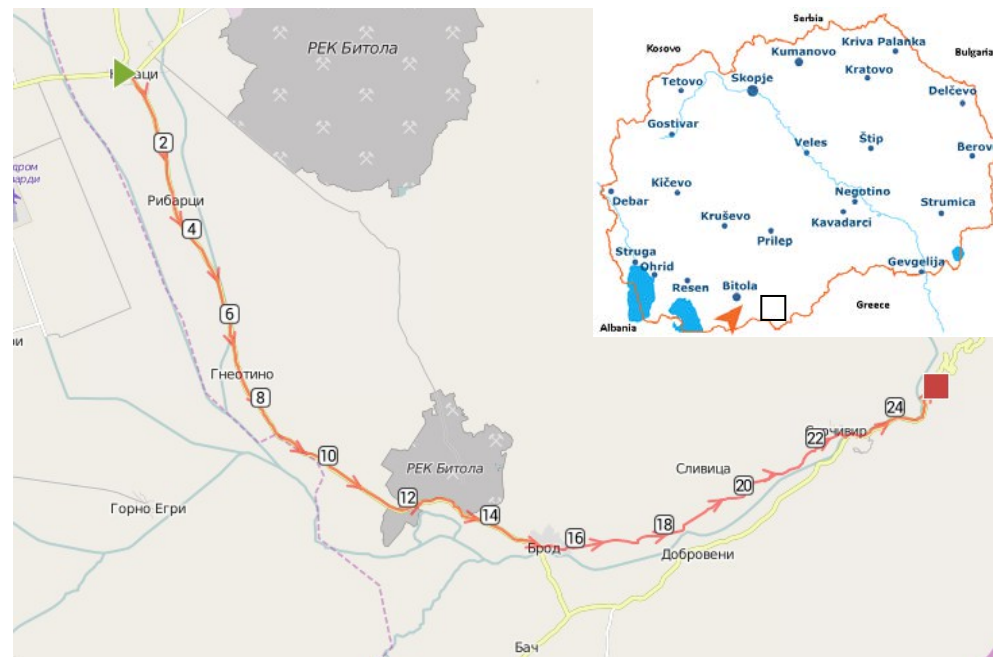 РЕК Битола
2
Рибарци
4
6
Гнеотино
8
10
Горно Егри
РЕК Битола
12
14
Брод
16
18
Добровени
Сливица
20
22
24
Бач
Serbia
Kosovo
Kumanovo
Kriva Palanka
Bulgaria
Tetovo
Skopje
Kratovo
Delčevo
Gostivar
Veles
Štip
Berovo
Kičevo
Debar
Negotino
Strumica
Kruševo
Kavadarci
Prilep
Struga
Ohrid
Gevgelija
Resen
Bitola
Greece
Albania